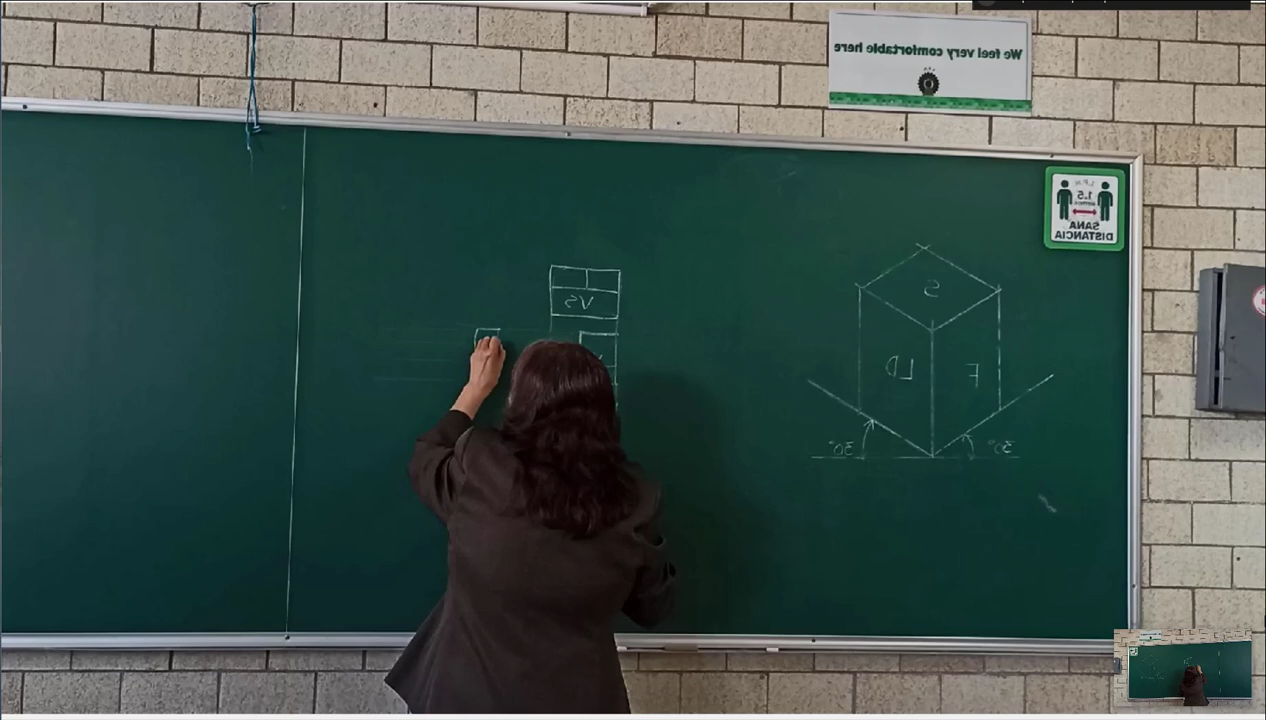 We feel very comfortable here
1.5
SANA
DISTANCIA
VS
S
LD
F
30°
30°